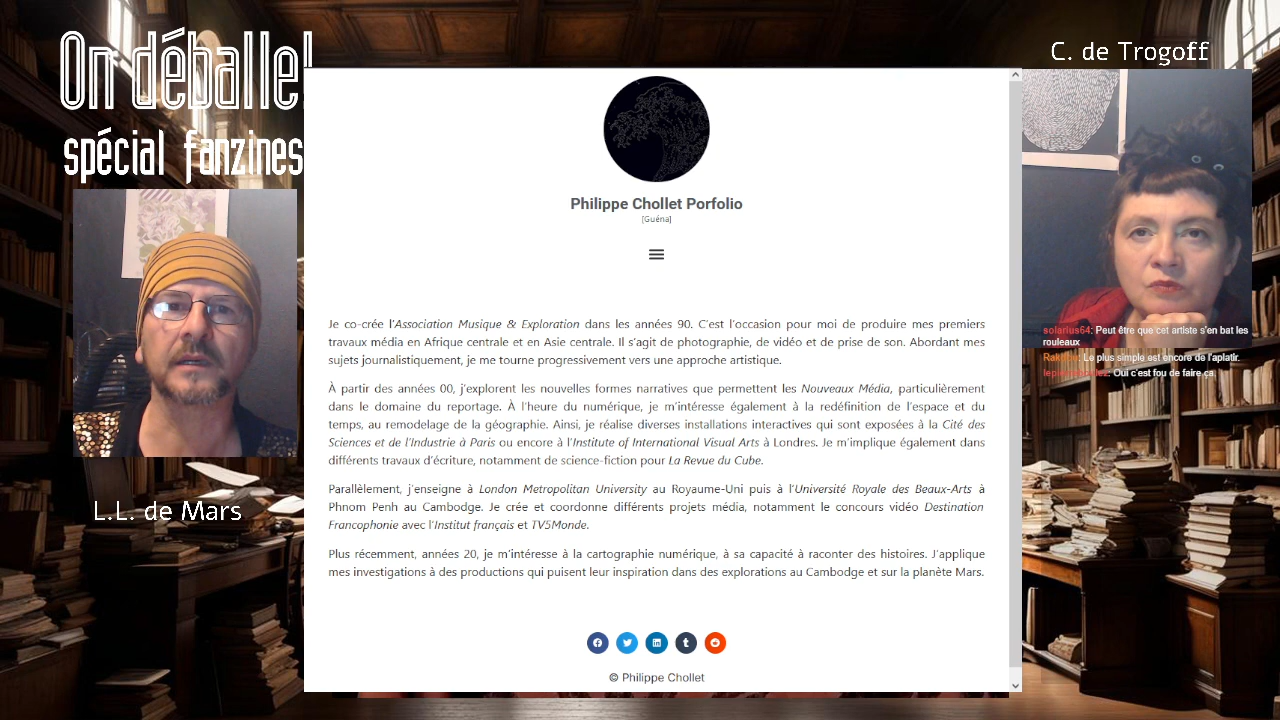 On déballe!
spécial fanzines
L.L. de Mars
Philippe Chollet Porfolio
[Guéna]
Je co-crée l'Association Musique & Exploration dans les années 90. C'est l'occasion pour moi de produire mes premiers
travaux média en Afrique centrale et en Asie centrale. Il s'agit de photographie, de vidéo et de prise de son. Abordant mes
sujets journalistiquement, je me tourne progressivement vers une approche artistique.
À partir des années 00, j'explorent les nouvelles formes narratives que permettent les Nouveaux Média, particulièrement
dans le domaine du reportage. À l'heure du numérique, je m'intéresse également à la redéfinition de l'espace et du
temps, au remodelage de la géographie. Ainsi, je réalise diverses installations interactives qui sont exposées à la Cité des
Sciences et de l'Industrie à Paris ou encore à l'Institute of International Visual Arts à Londres. Je m'implique également dans
différents travaux d'écriture, notamment de science-fiction pour La Revue du Cube.
Parallèlement, j'enseigne à London Metropolitan University au Royaume-Uni puis à l'Université Royale des Beaux-Arts à
Phnom Penh au Cambodge. Je crée et coordonne différents projets média, notamment le concours vidéo Destination
Francophonie avec l'Institut français et TV5Monde.
Plus récemment, années 20, je m'intéresse à la cartographie numérique, à sa capacité à raconter des histoires. J'applique
mes investigations à des productions qui puisent leur inspiration dans des explorations au Cambodge et sur la planète Mars.
© Philippe Chollet
C. de Trogoff
solarius64: Peut être que cet artiste s'en bat les
rouleaux
Le plus simple est encore de l'aplatir.
Oui c'est fou de faire ça.